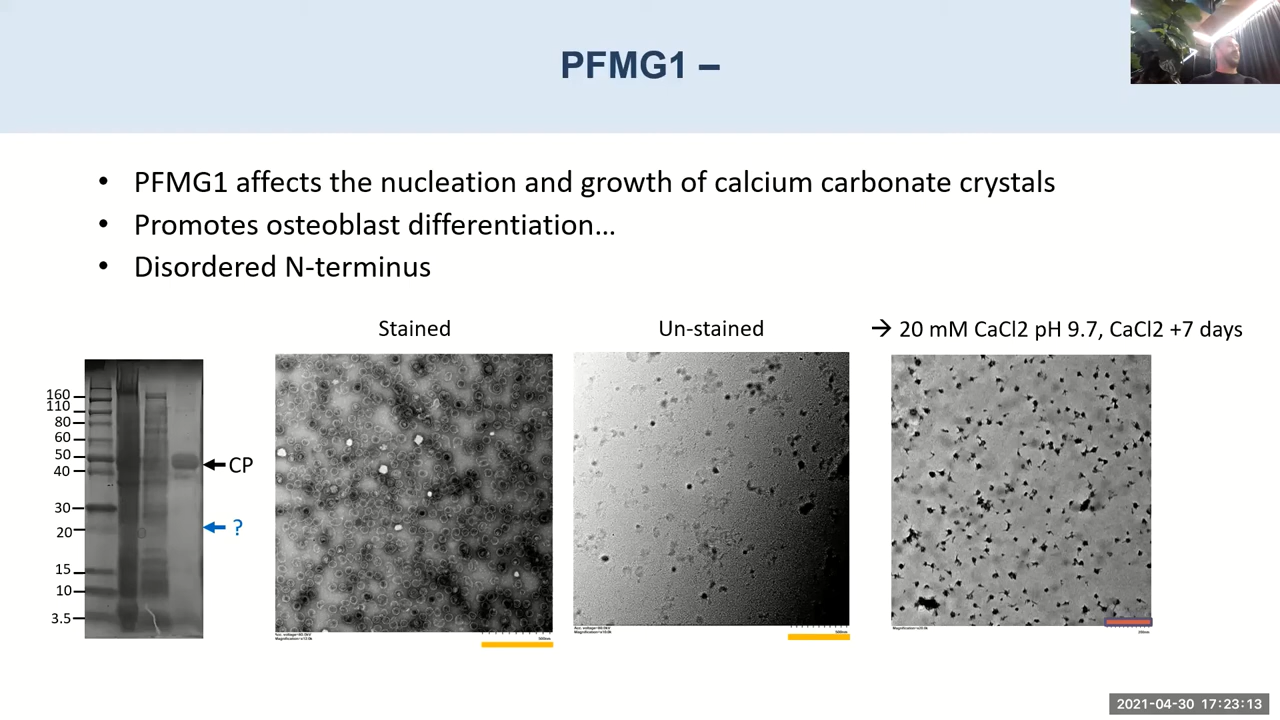 PFMG1 –
• PFMG1 affects the nucleation and growth of calcium carbonate crystals
• Promotes osteoblast differentiation…
• Disordered N-terminus
Stained
Un-stained
→ 20 mM CaCl2 pH 9.7, CaCl2 +7 days
160
110
80
60
50
40
30
20
15
10
3.5
CP
?
2021-04-30 17:23:13